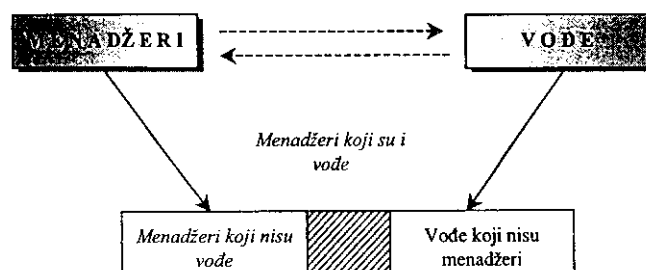 MENADŽERI
VOĐE
Menadžeri koji su i
vođe
Menadžeri koji nisu
vođe
Vođe koji nisu
menadžeri